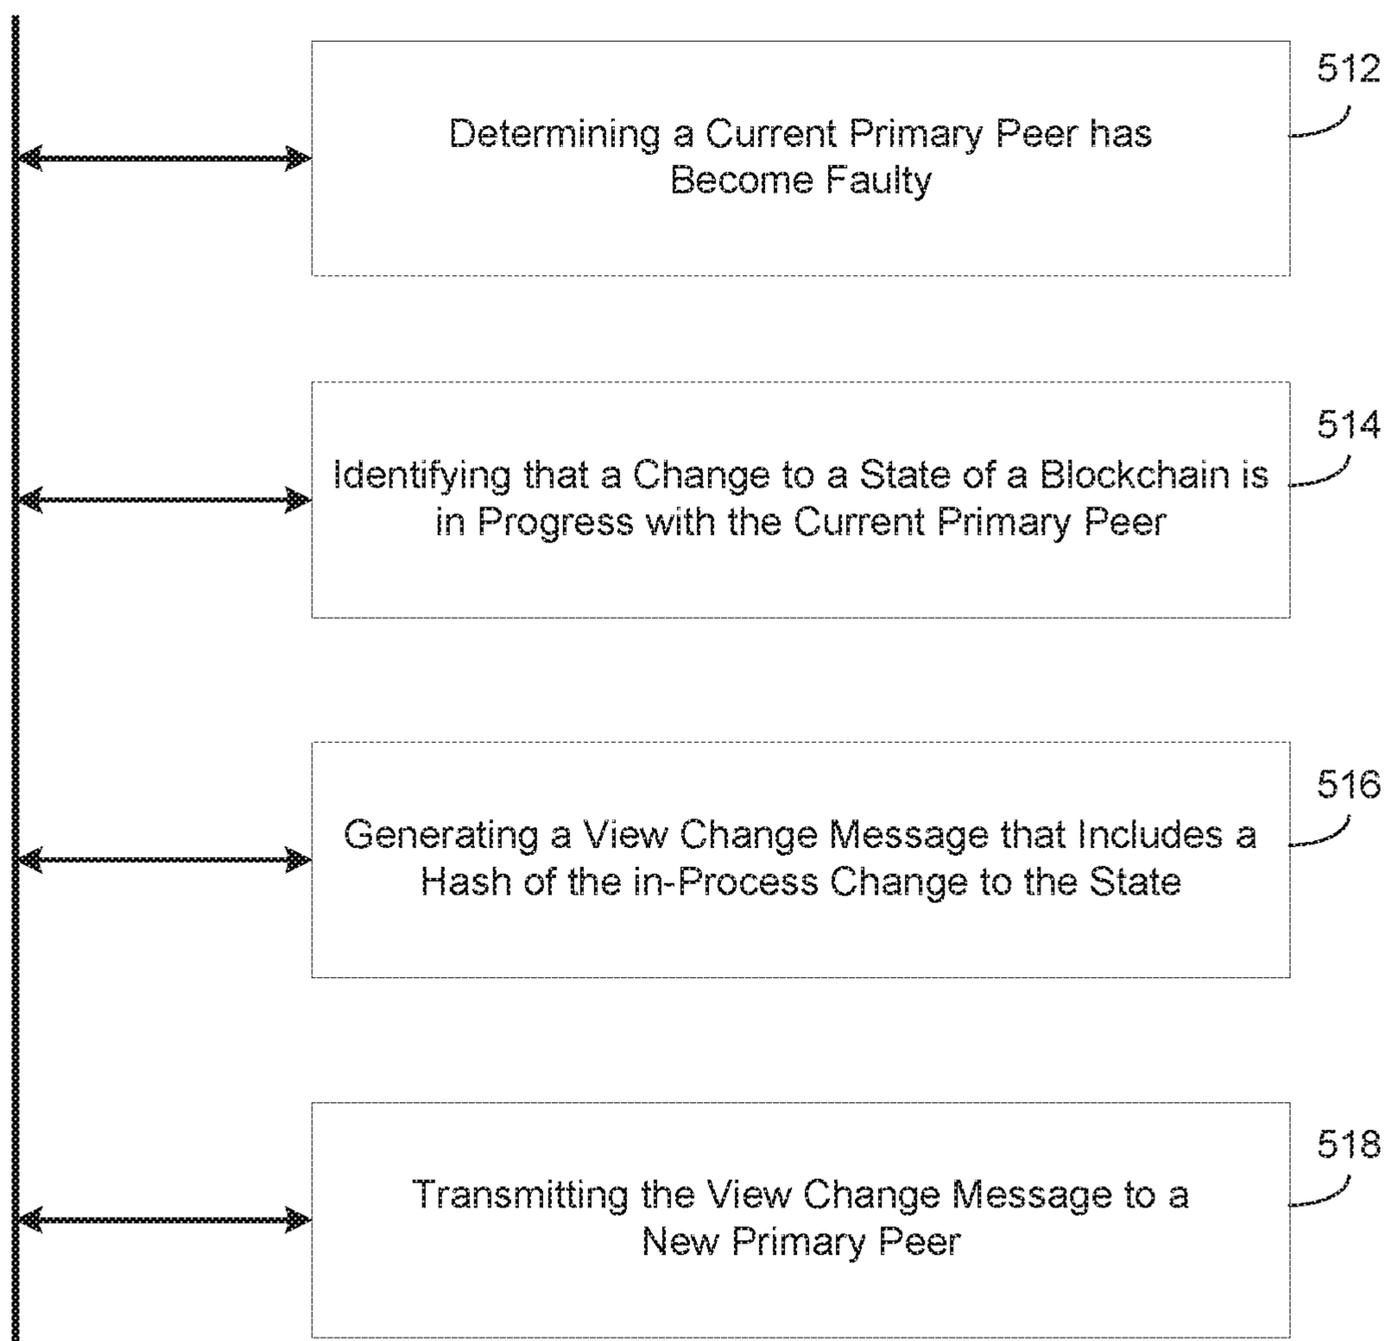 512
Determining a Current Primary Peer has
Become Faulty
514
Identifying that a Change to a State of a Blockchain is
in Progress with the Current Primary Peer
516
Generating a View Change Message that Includes a
Hash of the in-Process Change to the State
518
Transmitting the View Change Message to a
New Primary Peer